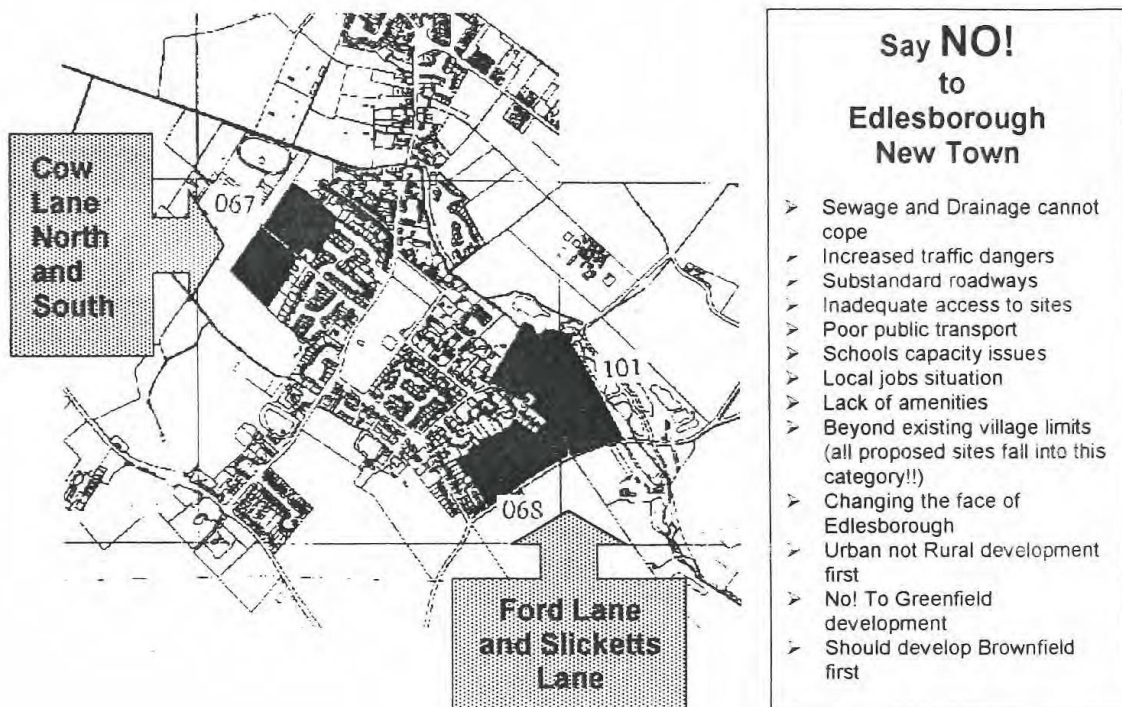 Cow
Lane
North
and
South
067
101
068
Ford Lane
and Slicketts
Lane
Say NO!
to
Edlesborough
New Town
➢ Sewage and Drainage cannot
cope
➢ Increased traffic dangers
➢ Substandard roadways
➢ Inadequate access to sites
➢ Poor public transport
➢ Schools capacity issues
➢ Local jobs situation
➢ Lack of amenities
➢ Beyond existing village limits
(all proposed sites fall into this
category!!)
➢ Changing the face of
Edlesborough
➢ Urban not Rural development
first
➢ No! To Greenfield
development
➢ Should develop Brownfield
first